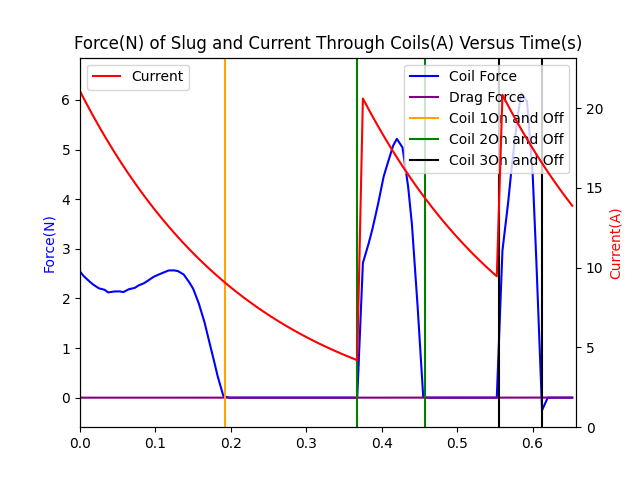 Force(N) of Slug and Current Through Coils(A) Versus Time(s)
Current
Coil Force
Drag Force
Coil 1On and Off
Coil 2On and Off
Coil 3On and Off
Force(N)
6
5
4
3
2
1
0
Current(A)
20
15
10
5
0
0.0 0.1 0.2 0.3 0.4 0.5 0.6